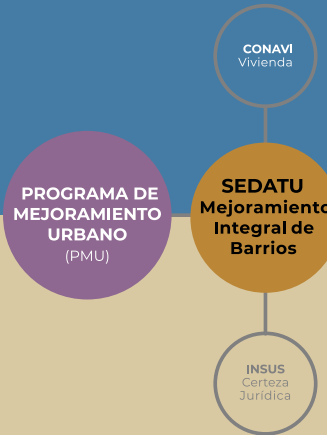 CONAVI
Vivienda
PROGRAMA DE
MEJORAMIENTO
URBANO
(PMU)
SEDATU
Mejoramiento
Integral de
Barrios
INSUS
Certeza
Jurídica